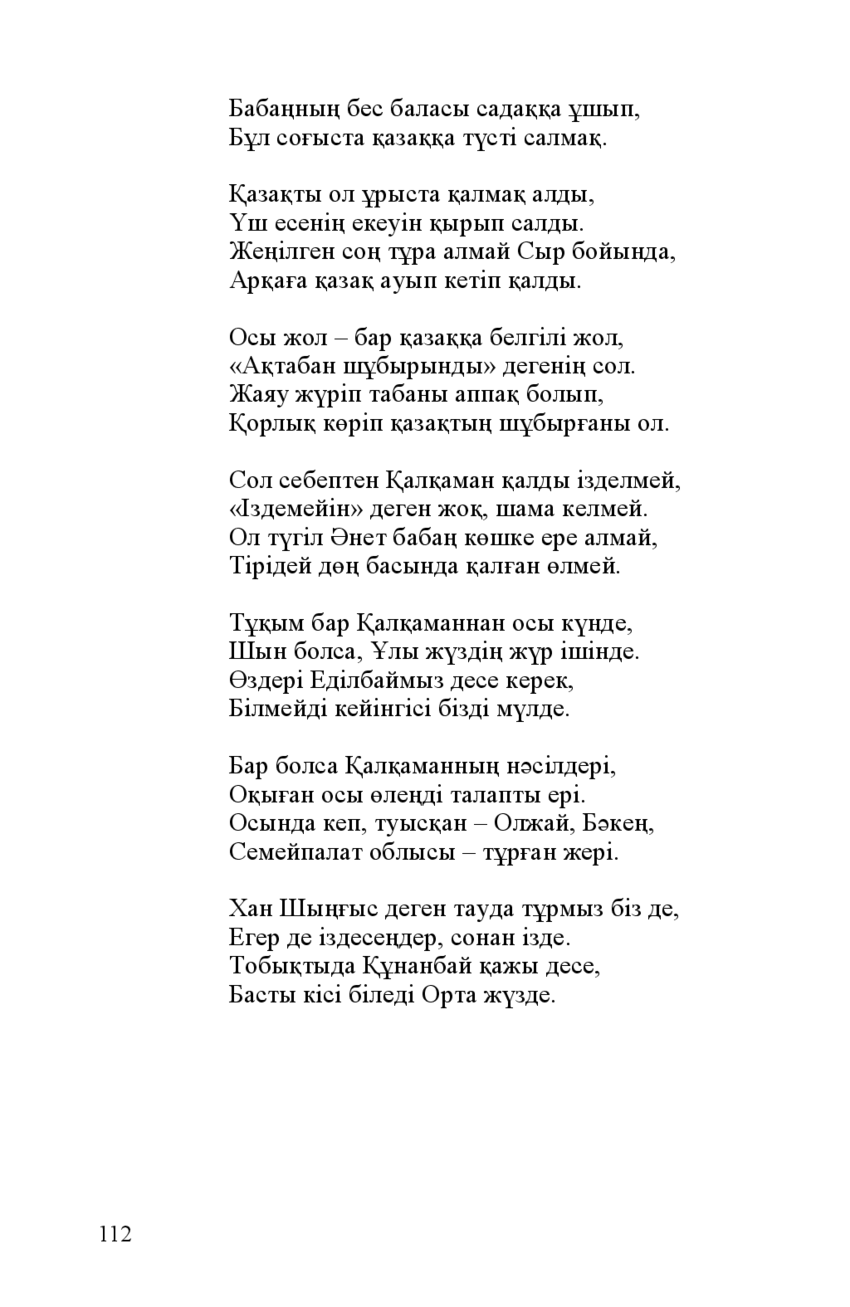 Бабаңның бес баласы садаққа ұшып,
Бұл соғыста қазаққа түсті салмақ.
Қазақты ол ұрыста қалмақ алды,
Үш есенің екеуін қырып салды.
Жеңілген соң тұра алмай Сыр бойында,
Арқаға қазақ ауып кетіп қалды.
Осы жол – бар қазаққа белгілі жол,
«Ақтабан шұбырынды» дегенің сол.
Жаяу жүріп табаны аппақ болып,
Қорлық көріп қазақтың шұбырғаны ол.
Сол себептен Қалқаман қалды ізделмей,
«Іздемейін» деген жоқ, шама келмей.
Ол түгіл Әнет бабаң көшке ере алмай,
Тірідей дөң басында қалған өлмей.
Тұқым бар Қалқаманнан осы күнде,
Шын болса, Ұлы жүздің жүр ішінде.
Өздері Еділбаймыз десе керек,
Білмейді кейінгісі бізді мүлде.
Бар болса Қалқаманның нәсілдері,
Оқыған осы өлеңді талапты ері.
Осында кеп, туысқан – Олжай, Бәкең,
Семейпалат облысы – тұрған жері.
Хан Шыңғыс деген тауда тұрмыз біз де,
Егер де іздесеңдер, сонан ізде.
Тобықтыда Құнанбай қажы десе,
Басты кісі біледі Орта жүзде.
112